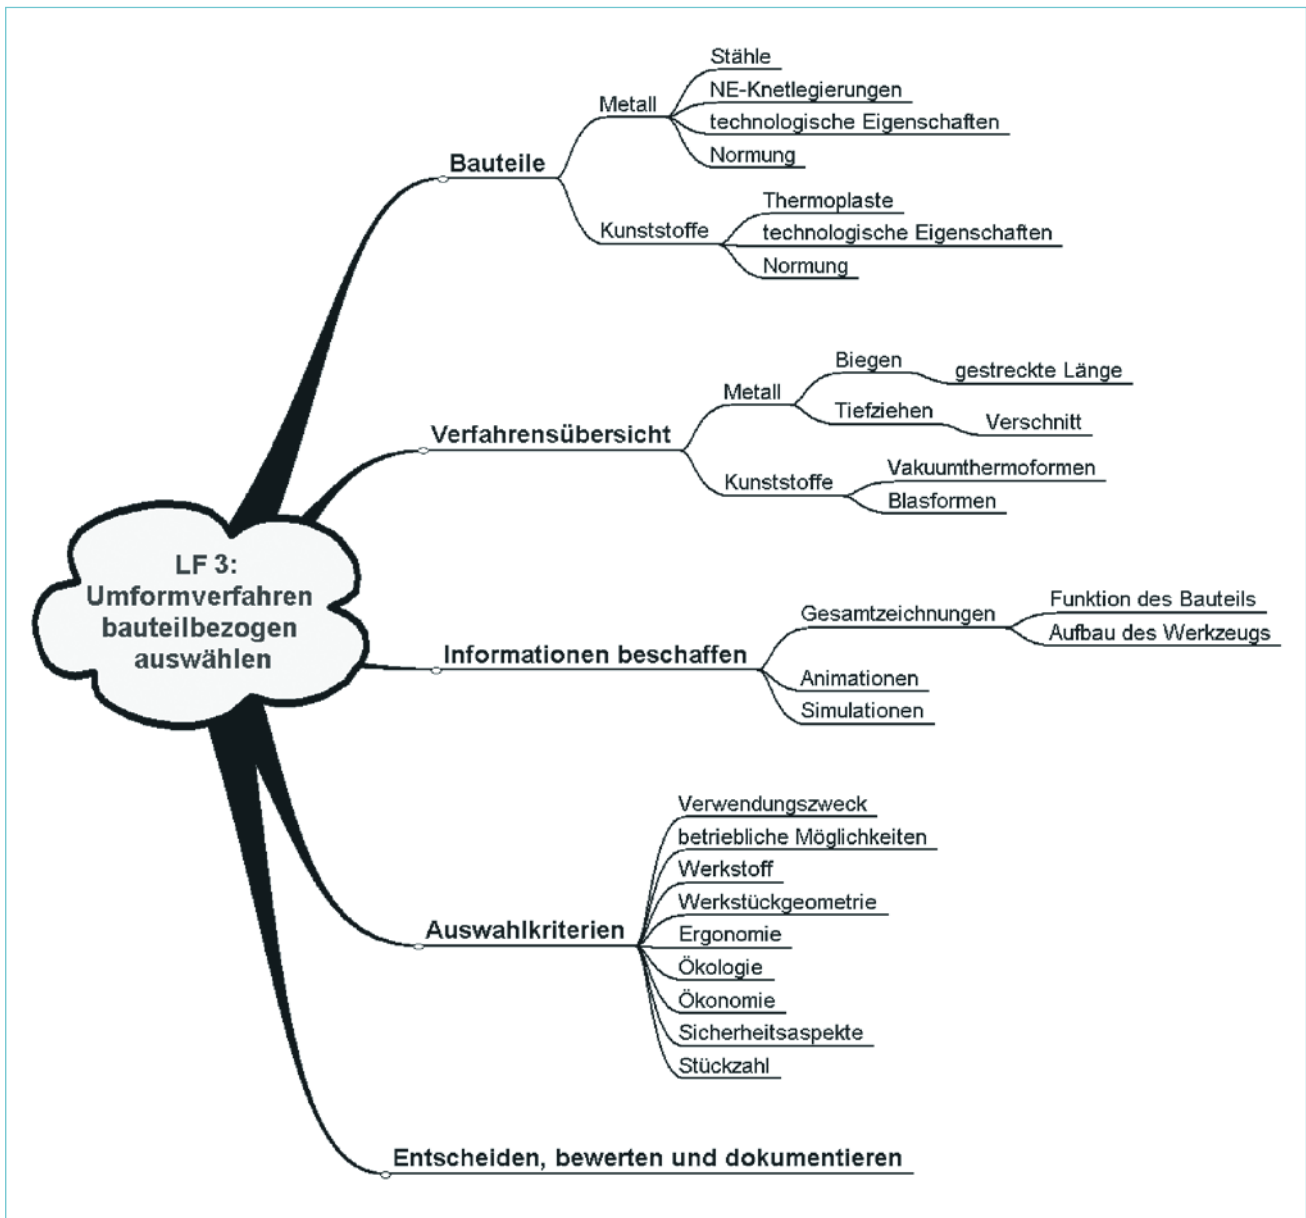 LF 3:
Umformverfahren
bauteilbezogen
auswählen
Bauteile
Metall
Stähle
NE-Knetlegierungen
technologische Eigenschaften
Normung
Kunststoffe
Thermoplaste
technologische Eigenschaften
Normung
Verfahrensübersicht
Metall
Biegen
gestreckte Länge
Tiefziehen
Verschnitt
Kunststoffe
Vakuumthermoformen
Blasformen
Informationen beschaffen
Gesamtzeichnungen
Funktion des Bauteils
Aufbau des Werkzeugs
Animationen
Simulationen
Auswahlkriterien
Verwendungszweck
betriebliche Möglichkeiten
Werkstoff
Werkstückgeometrie
Ergonomie
Ökologie
Ökonomie
Sicherheitsaspekte
Stückzahl
Entscheiden, bewerten und dokumentieren